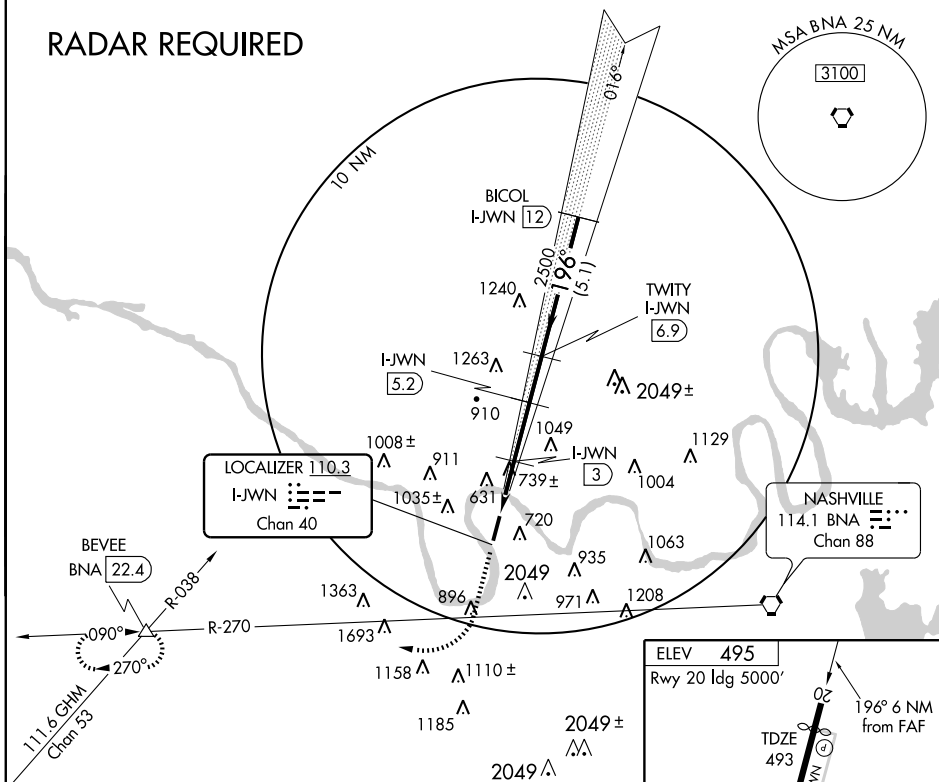 RADAR REQUIRED
MSA BNA 25 NM
3100
016°
10 NM
BICOL
I-JWN 12
2500
196°
(5.1)
1240
TWITY
I-JWN
6.9
I-JWN
5.2
1263
910
2049±
1049
1008±
911
1129
I-JWN
3
LOCALIZER 110.3
I-JWN
Chan 40
739±
631
1004
1035±
NASHVILLE
114.1 BNA
Chan 88
720
BEVEE
BNA 22.4
1063
935
R-038
2049
1363
896
971
1208
090°
R-270
1693
270°
1158
1110±
ELEV 495
Rwy 20 ldg 5000'
20
196° 6 NM
from FAF
1185
111.6 GHM
Chan 53
TDZE
493
P
2049±
2049